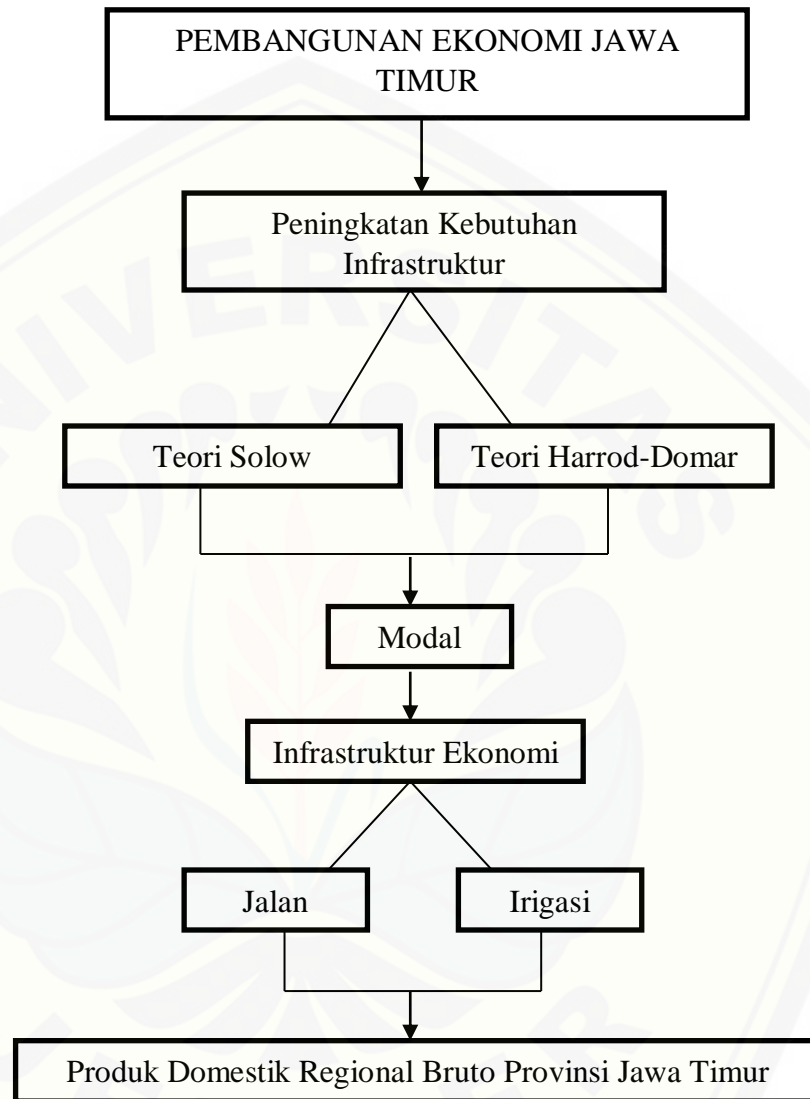 PEMBANGUNAN EKONOMI JAWA
TIMUR
Peningkatan Kebutuhan
Infrastruktur
Teori Solow
Teori Harrod-Domar
Modal
Infrastruktur Ekonomi
Jalan
Irigasi
Produk Domestik Regional Bruto Provinsi Jawa Timur
UNIVERSITAS